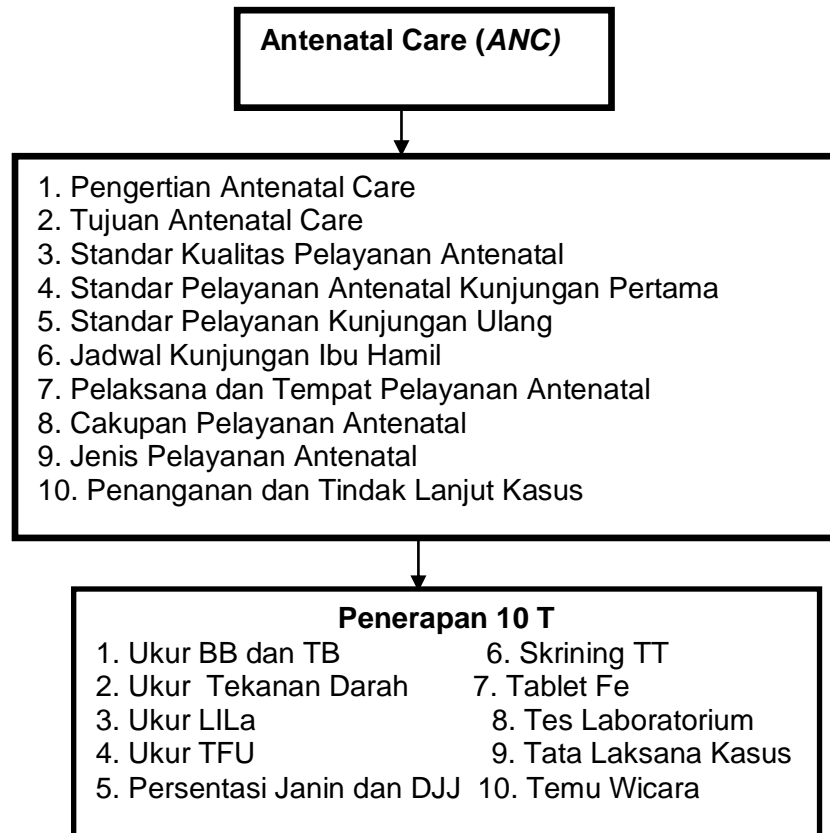 Antenatal Care (ANC)
1. Pengertian Antenatal Care
2. Tujuan Antenatal Care
3. Standar Kualitas Pelayanan Antenatal
4. Standar Pelayanan Antenatal Kunjungan Pertama
5. Standar Pelayanan Kunjungan Ulang
6. Jadwal Kunjungan Ibu Hamil
7. Pelaksana dan Tempat Pelayanan Antenatal
8. Cakupan Pelayanan Antenatal
9. Jenis Pelayanan Antenatal
10. Penanganan dan Tindak Lanjut Kasus
Penerapan 10 T
1. Ukur BB dan TB 6. Skrining TT
2. Ukur Tekanan Darah 7. Tablet Fe
3. Ukur LILa 8. Tes Laboratorium
4. Ukur TFU 9. Tata Laksana Kasus
5. Persentasi Janin dan DJJ 10. Temu Wicara